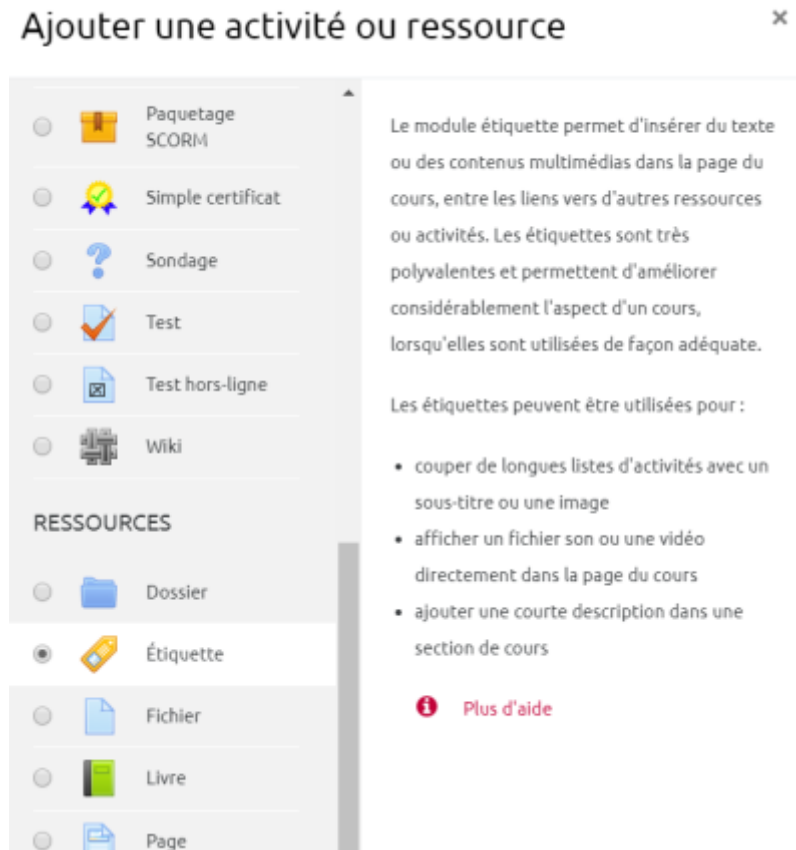 Ajouter une activité ou ressource
×
Paquetage
SCORM
Simple certificat
Sondage
Test
Test hors-ligne
Wiki
RESSOURCES
Dossier
Étiquette
Fichier
Livre
Page
Le module étiquette permet d'insérer du texte
ou des contenus multimédias dans la page du
cours, entre les liens vers d'autres ressources
ou activités. Les étiquettes sont très
polyvalentes et permettent d'améliorer
considérablement l'aspect d'un cours,
lorsqu'elles sont utilisées de façon adéquate.
Les étiquettes peuvent être utilisées pour :
• couper de longues listes d'activités avec un
sous-titre ou une image
• afficher un fichier son ou une vidéo
directement dans la page du cours
• ajouter une courte description dans une
section de cours
Plus d'aide